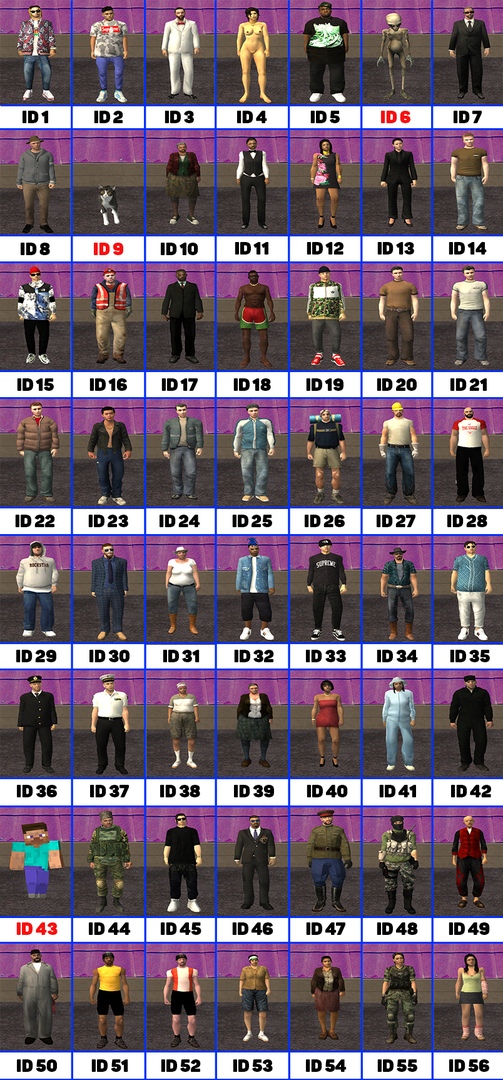 ID 1 ID 2 ID 3 ID 4 ID 5 ID 6 ID 7
ID 8 ID 9 ID 10 ID 11 ID 12 ID 13 ID 14
ID 15 ID 16 ID 17 ID 18 ID 19 ID 20 ID 21
ID 22 ID 23 ID 24 ID 25 ID 26 ID 27 ID 28
ROCKSTAR SUPREME
ID 29 ID 30 ID 31 ID 32 ID 33 ID 34 ID 35
ID 36 ID 37 ID 38 ID 39 ID 40 ID 41 ID 42
ID 43 ID 44 ID 45 ID 46 ID 47 ID 48 ID 49
ID 50 ID 51 ID 52 ID 53 ID 54 ID 55 ID 56